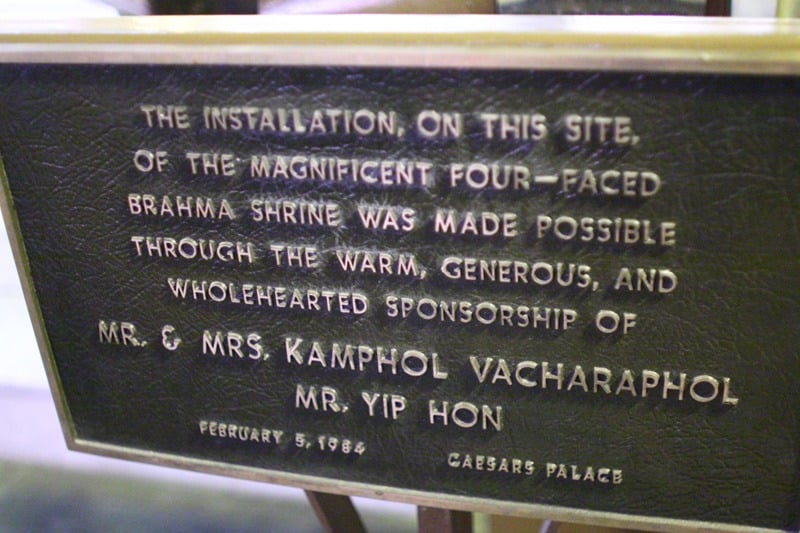 THE INSTALLATION, ON THIS SITE,
OF THE MAGNIFICENT FOUR-FACED
BRAHMA SHRINE WAS MADE POSSIBLE
THROUGH THE WARM, GENEROUS, AND
WHOLEHEARTED SPONSORSHIP OF
MR. & MRS. KAMPHOL VACHARAPHOL
MR. YIP HON
FEBRUARY 5, 1984 CAESARS PALACE